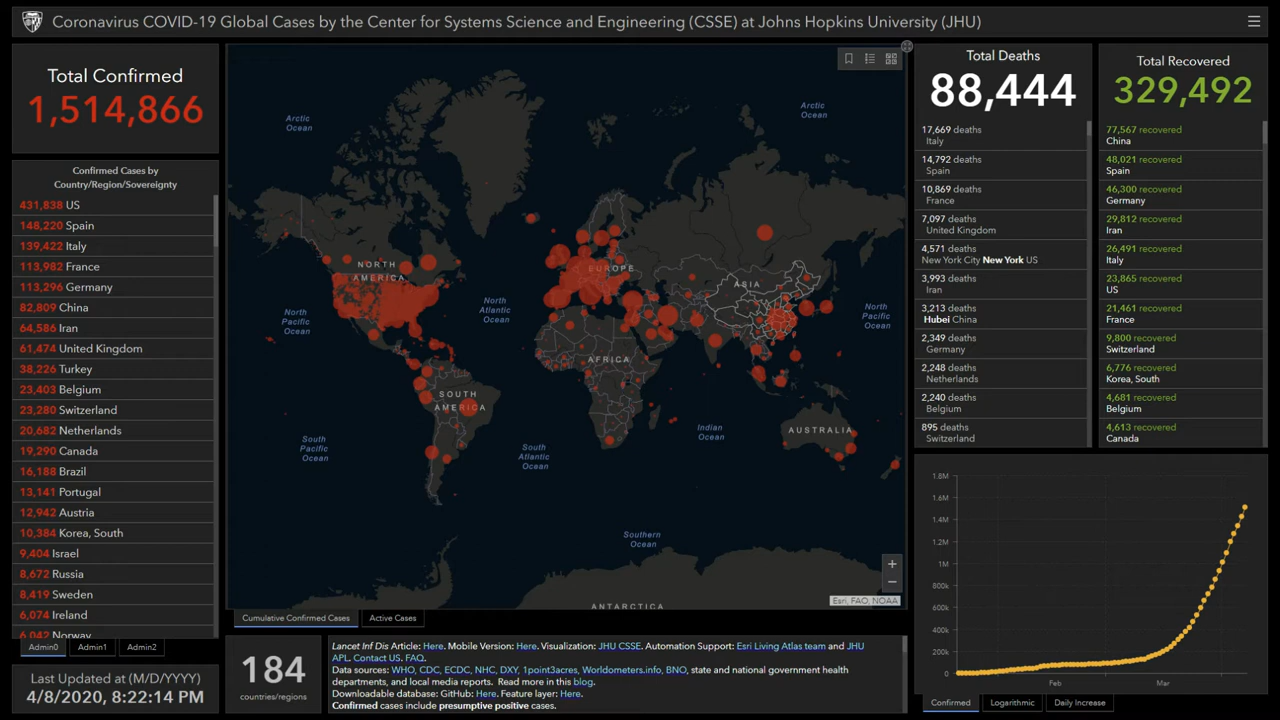 Coronavirus COVID-19 Global Cases by the Center for Systems Science and Engineering (CSSE) at Johns Hopkins University (JHU)
Total Confirmed
1,514,866
Confirmed Cases by
Country/Region/Sovereignty
431,838 US
148,220 Spain
139,422 Italy
113,982 France
113,296 Germany
82,809 China
64,586 Iran
61,474 United Kingdom
38,226 Turkey
23,403 Belgium
23,280 Switzerland
20,682 Netherlands
19,290 Canada
16,188 Brazil
13,141 Portugal
12,942 Austria
10,384 Korea, South
9,404 Israel
8,672 Russia
8,419 Sweden
6,074 Ireland
6,042 Norway
Admin0
Admin1
Admin2
Last Updated at (M/D/YYYY)
4/8/2020, 8:22:14 PM
Arctic
Ocean
Arctic
Ocean
NORTH
AMERICA
EUROPE
ASIA
North
Atlantic
Ocean
North
Pacific
Ocean
North
Pacific
Ocean
AFRICA
SOUTH
AMERICA
Indian
Ocean
AUSTRALIA
South
Pacific
Ocean
South
Atlantic
Ocean
Southern
Ocean
ANTARCTICA
+
−
Esri, FAO, NOAA
Cumulative Confirmed Cases
Active Cases
184
countries/regions
Lancet Inf Dis Article: Here. Mobile Version: Here. Visualization: JHU CSSE. Automation Support: Esri Living Atlas team and JHU
API. Contact US. FAQ.
Data sources: WHO, CDC, ECDC, NHC, DXY, 1point3acres, Worldometers.info, BNO, state and national government health
departments, and local media reports. Read more in this blog.
Downloadable database: GitHub: Here. Feature layer: Here.
Confirmed cases include presumptive positive cases.
Total Deaths
88,444
17,669 deaths
Italy
14,792 deaths
Spain
10,869 deaths
France
7,097 deaths
United Kingdom
4,571 deaths
New York City New York US
3,993 deaths
Iran
3,213 deaths
Hubei China
2,349 deaths
Germany
2,248 deaths
Netherlands
2,240 deaths
Belgium
895 deaths
Switzerland
Total Recovered
329,492
77,567 recovered
China
48,021 recovered
Spain
46,300 recovered
Germany
29,812 recovered
Iran
26,491 recovered
Italy
23,865 recovered
US
21,461 recovered
France
9,800 recovered
Switzerland
6,776 recovered
Korea, South
4,681 recovered
Belgium
4,613 recovered
Canada
1.8M
1.6M
1.4M
1.2M
1M
800k
600k
400k
200k
0
Feb
Mar
Confirmed
Logarithmic
Daily Increase